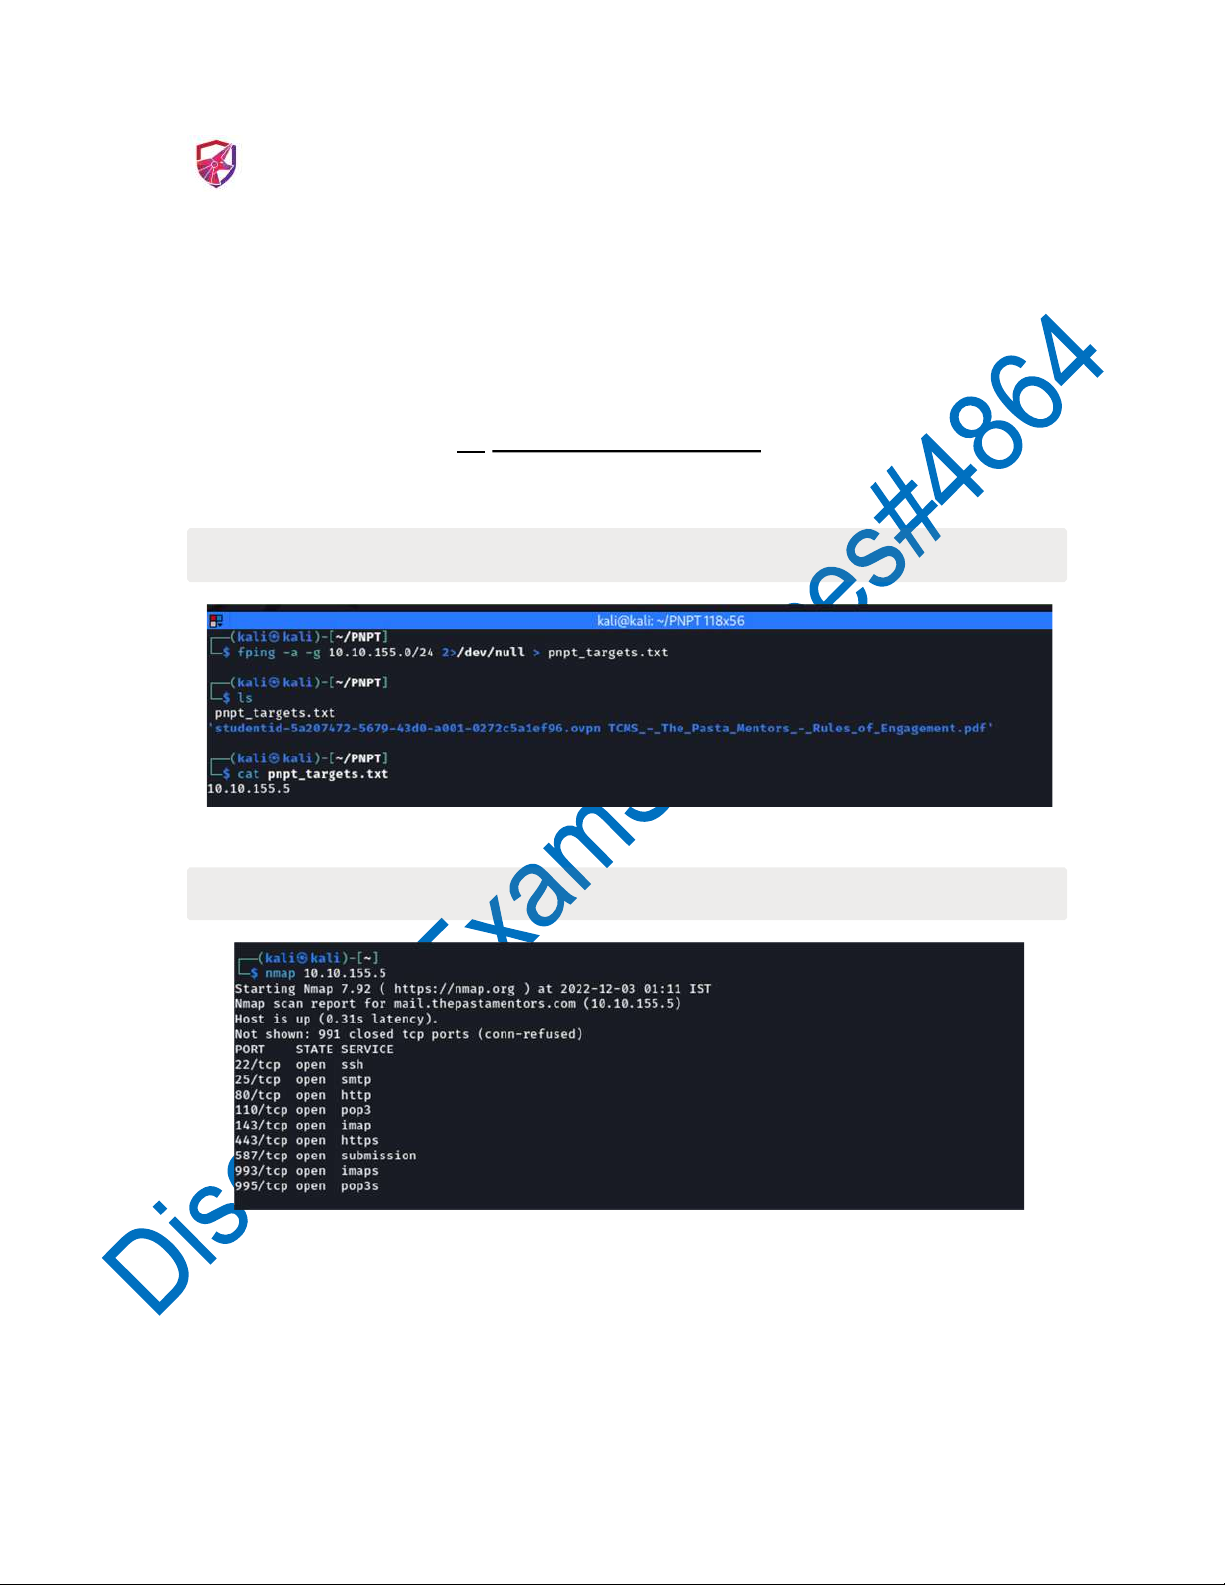 kali@kali: ~/PNPT 118x56
┌──(kali㉿kali)-[~/PNPT]
└─$ fping -a -g 10.10.155.0/24 2>/dev/null > pnpt_targets.txt
┌──(kali㉿kali)-[~/PNPT]
└─$ ls
pnpt_targets.txt
'studentid-5a207472-5679-43d0-a001-0272c5a1ef96.ovpn TCMS_-_The_Pasta_Mentors_-_Rules_of_Engagement.pdf'
┌──(kali㉿kali)-[~/PNPT]
└─$ cat pnpt_targets.txt
10.10.155.5
┌──(kali㉿kali)-[~]
└─$ nmap 10.10.155.5
Starting Nmap 7.92 ( https://nmap.org ) at 2022-12-03 01:11 IST
Nmap scan report for mail.thepastamentors.com (10.10.155.5)
Host is up (0.31s latency).
Not shown: 991 closed tcp ports (conn-refused)
PORT    STATE SERVICE
22/tcp  open  ssh
25/tcp  open  smtp
80/tcp  open  http
110/tcp open  pop3
143/tcp open  imap
443/tcp open  https
587/tcp open  submission
993/tcp open  imaps
995/tcp open  pop3s